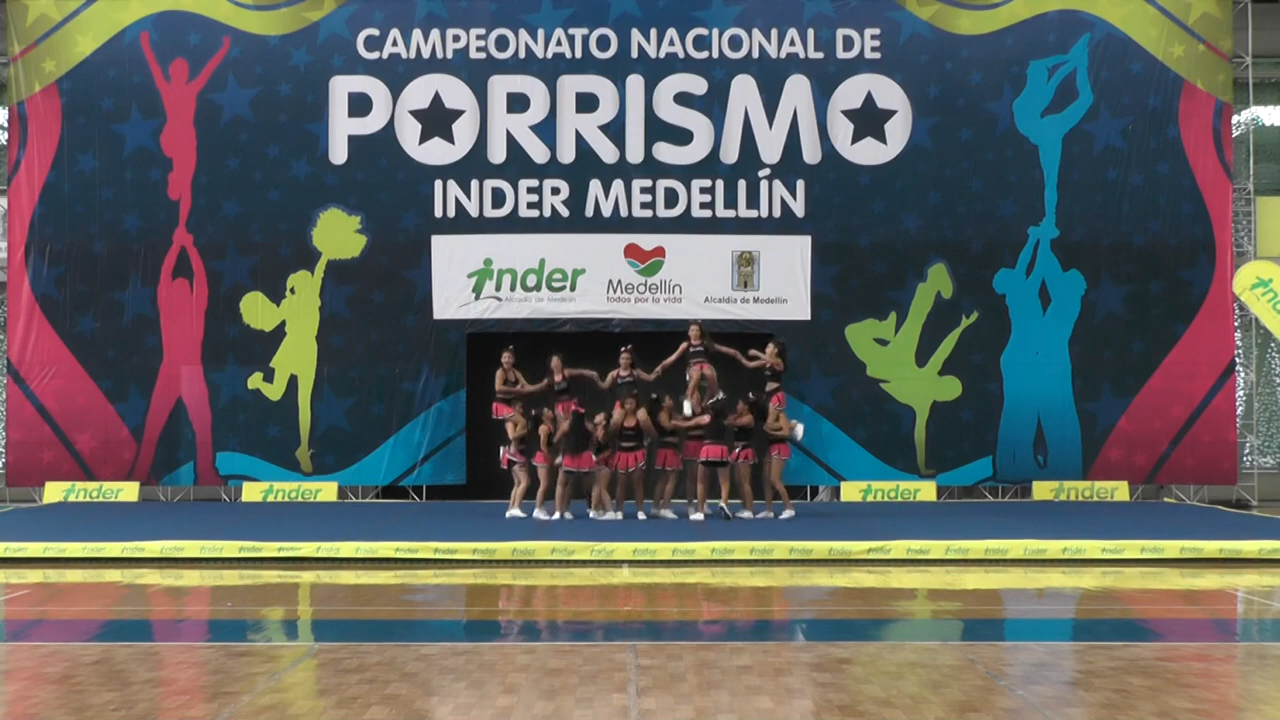 CAMPEONATO NACIONAL DE
PORRISMO
INDER MEDELLÍN
inder
Alcaldía de Medellín
Medellín
todos por la vida
Alcaldía de Medellín
inder
inder
inder
inder